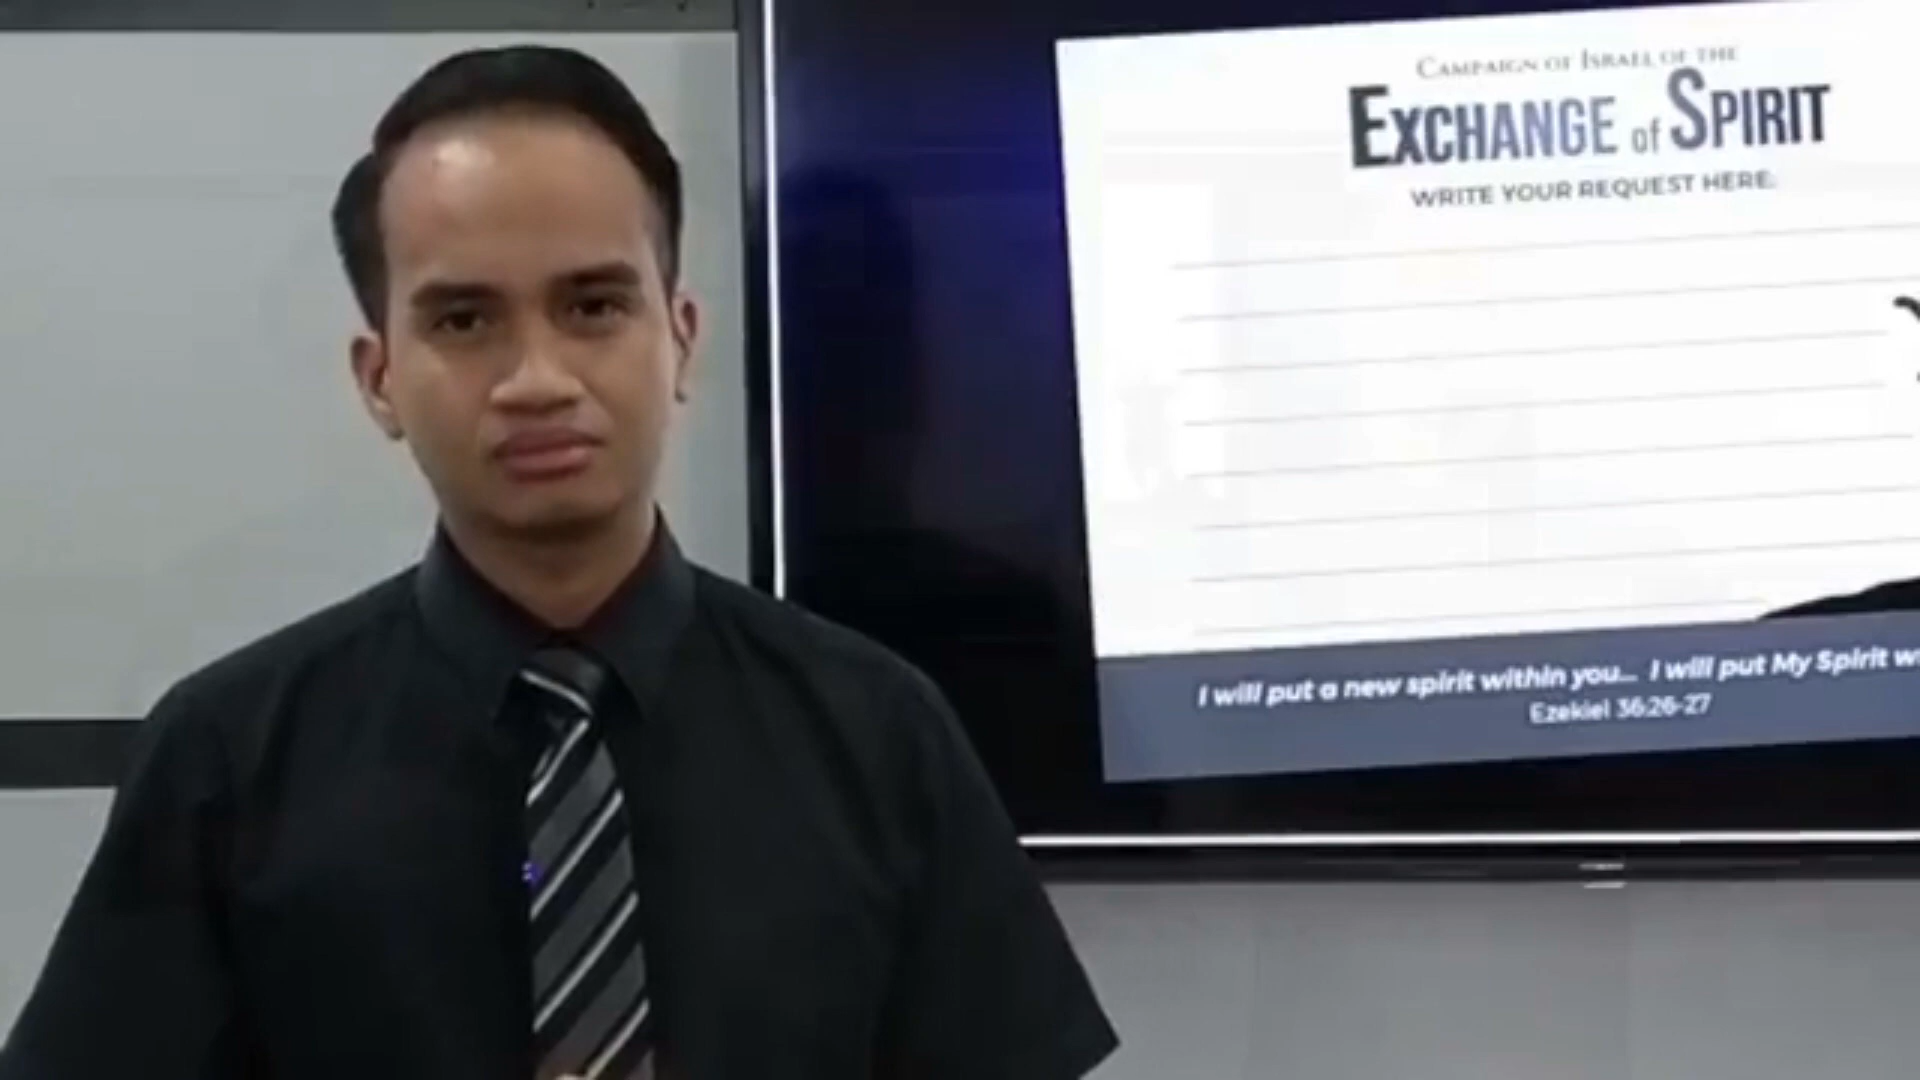 CAMPAIGN OF ISRAEL OF THE
EXCHANGE of SPIRIT
WRITE YOUR REQUEST HERE:
I will put a new spirit within you... I will put My Spirit
Ezekiel 36:26-27